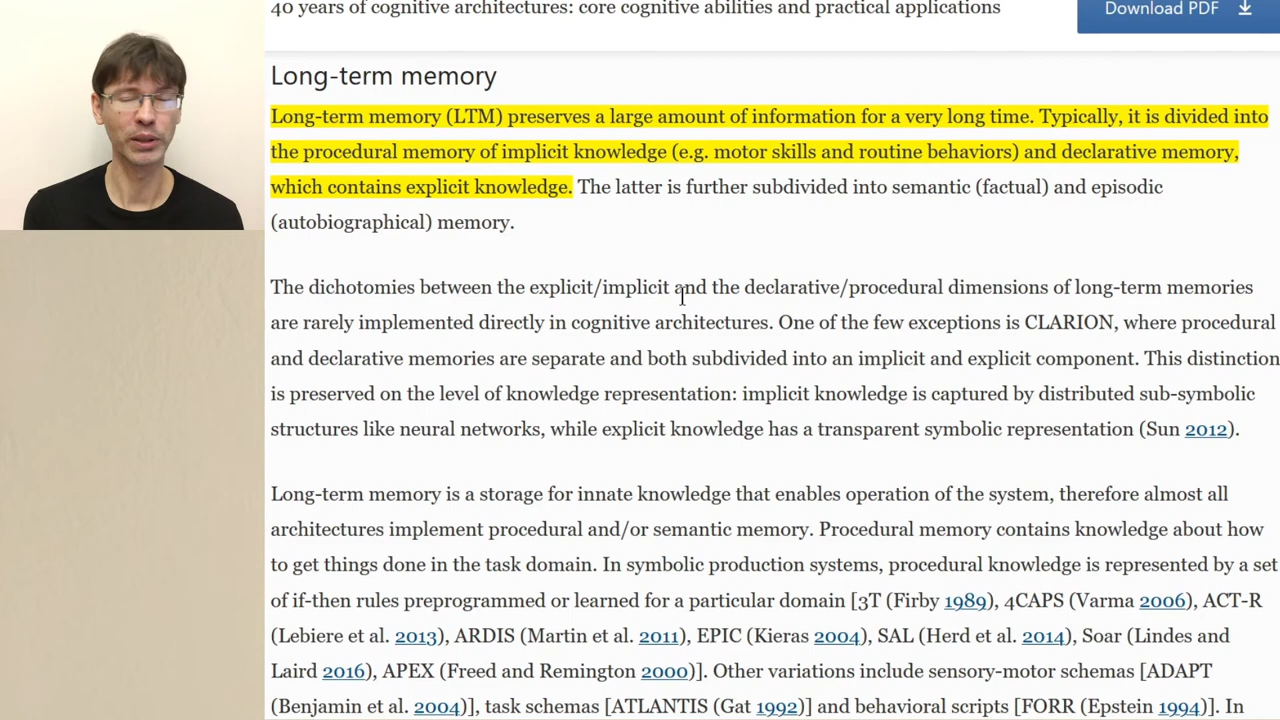 40 years of cognitive architectures: core cognitive abilities and practical applications
Download PDF
Long-term memory
Long-term memory (LTM) preserves a large amount of information for a very long time. Typically, it is divided into
the procedural memory of implicit knowledge (e.g. motor skills and routine behaviors) and declarative memory,
which contains explicit knowledge. The latter is further subdivided into semantic (factual) and episodic
(autobiographical) memory.
The dichotomies between the explicit/implicit and the declarative/procedural dimensions of long-term memories
are rarely implemented directly in cognitive architectures. One of the few exceptions is CLARION, where procedural
and declarative memories are separate and both subdivided into an implicit and explicit component. This distinction
is preserved on the level of knowledge representation: implicit knowledge is captured by distributed sub-symbolic
structures like neural networks, while explicit knowledge has a transparent symbolic representation (Sun 2012).
Long-term memory is a storage for innate knowledge that enables operation of the system, therefore almost all
architectures implement procedural and/or semantic memory. Procedural memory contains knowledge about how
to get things done in the task domain. In symbolic production systems, procedural knowledge is represented by a set
of if-then rules preprogrammed or learned for a particular domain [3T (Firby 1989), 4CAPS (Varma 2006), ACT-R
(Lebiere et al. 2013), ARDIS (Martin et al. 2011), EPIC (Kieras 2004), SAL (Herd et al. 2014), Soar (Lindes and
Laird 2016), APEX (Freed and Remington 2000)]. Other variations include sensory-motor schemas [ADAPT
(Benjamin et al. 2004)], task schemas [ATLANTIS (Gat 1992)] and behavioral scripts [FORR (Epstein 1994)]. In